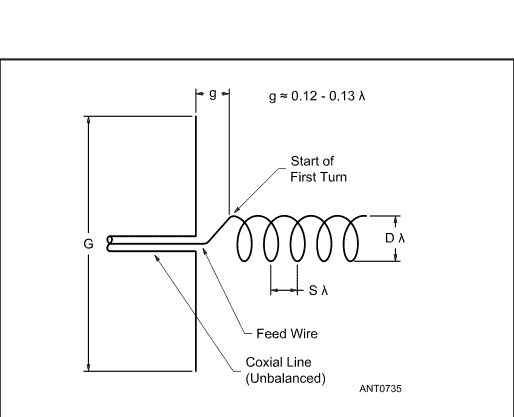 g
g ≈ 0.12 - 0.13 λ
Start of
First Turn
G
D λ
S λ
Feed Wire
Coxial Line
(Unbalanced)
ANT0735